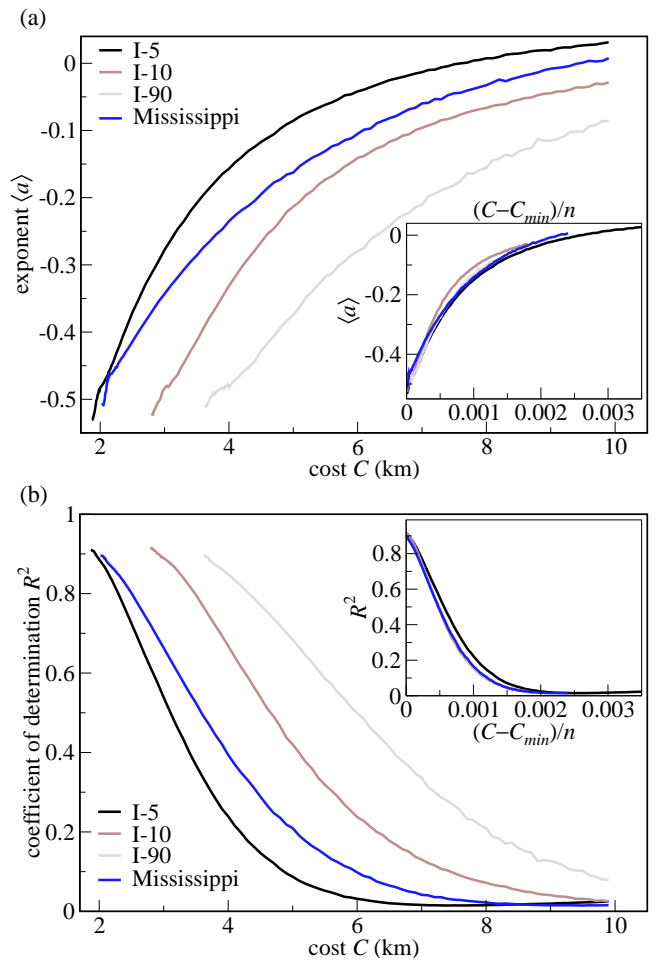 (a)
I-5
I-10
I-90
Mississippi
exponent ⟨a⟩
0
-0.1
-0.2
-0.3
-0.4
-0.5
2 4 6 8 10
cost C (km)
(C−Cmin)/n
⟨a⟩
0
-0.2
-0.4
0 0.001 0.002 0.003
(b)
coefficient of determination R²
1
0.8
0.6
0.4
0.2
0
2 4 6 8 10
cost C (km)
I-5
I-10
I-90
Mississippi
R²
0.8
0.6
0.4
0.2
0
0 0.001 0.002 0.003
(C−Cmin)/n